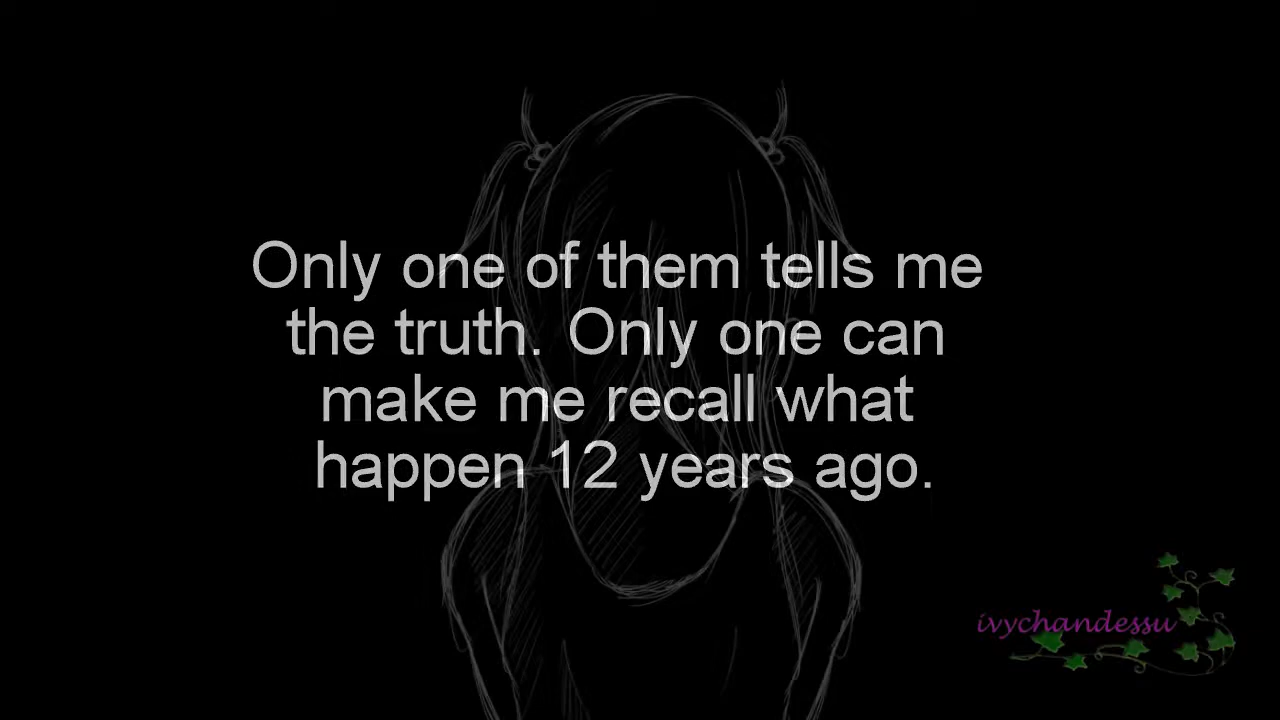 Only one of them tells me
the truth. Only one can
make me recall what
happen 12 years ago.
ivychandessu